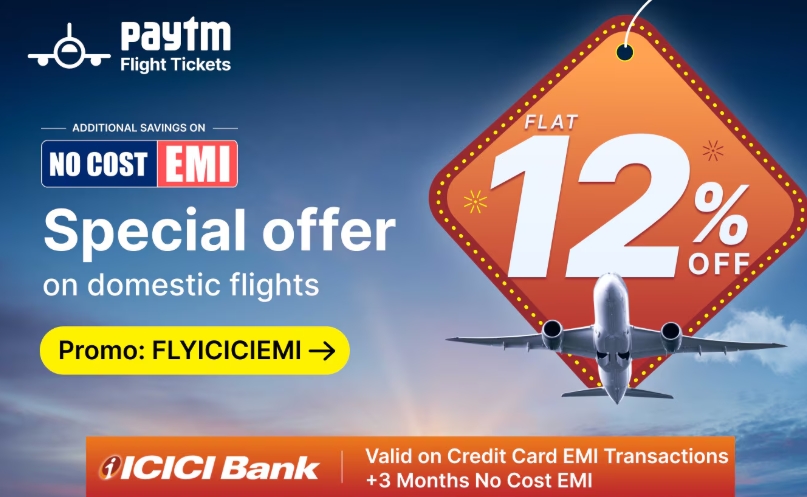 paytm
Flight Tickets
ADDITIONAL SAVINGS ON
NO COST EMI
Special offer
on domestic flights
Promo: FLYICICIEMI →
FLAT
12%
OFF
ICICI Bank
Valid on Credit Card EMI Transactions
+3 Months No Cost EMI